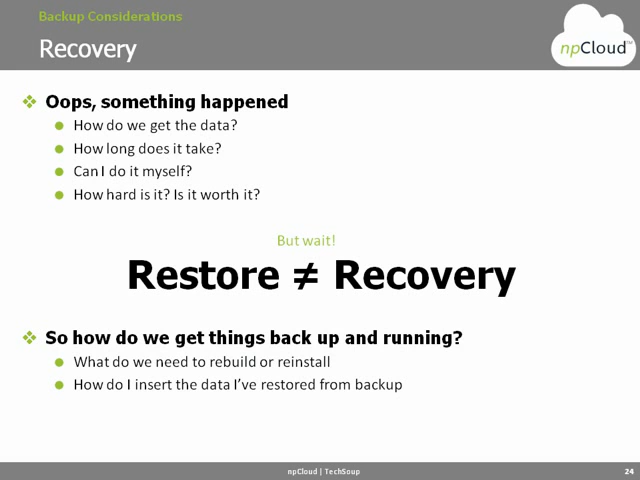 Backup Considerations
Recovery
npCloud™
Oops, something happened
How do we get the data?
How long does it take?
Can I do it myself?
How hard is it? Is it worth it?
But wait!
Restore ≠ Recovery
So how do we get things back up and running?
What do we need to rebuild or reinstall
How do I insert the data I've restored from backup
npCloud | TechSoup
24